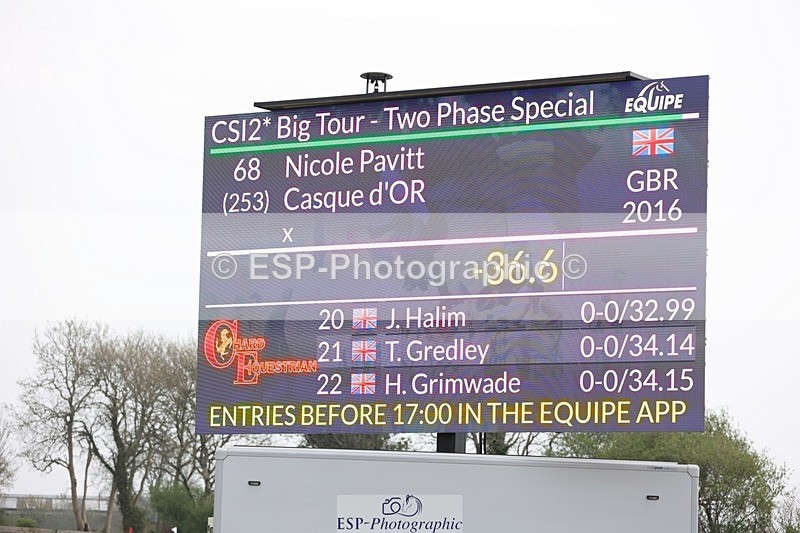 CSI2* Big Tour - Two Phase Special
EQUIPE
68 Nicole Pavitt
(253) Casque d'OR
GBR
2016
x
-36.6
© ESP-Photographic ©
20 J. Halim 0-0/32.99
21 T. Gredley 0-0/34.14
22 H. Grimwade 0-0/34.15
CHARD
EQUESTRIAN
ENTRIES BEFORE 17:00 IN THE EQUIPE APP
ESP-Photographic